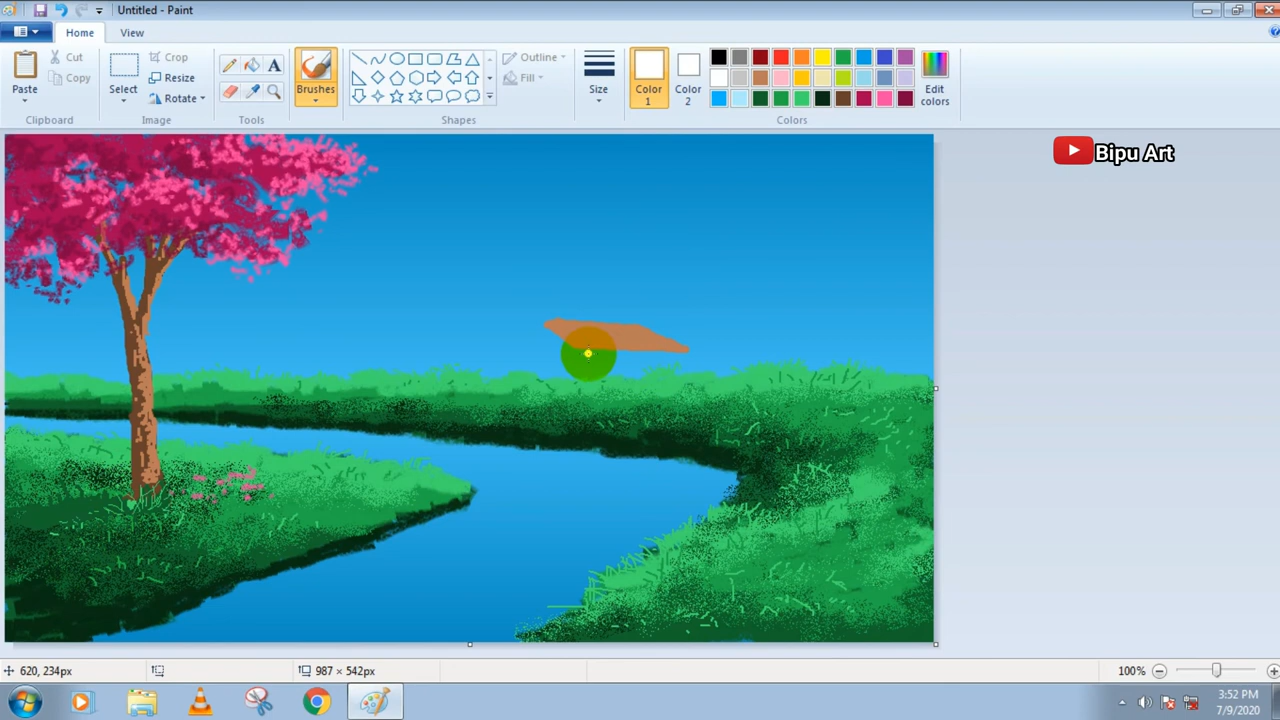 Untitled - Paint
Home
View
Paste
Cut
Copy
Clipboard
Select
Crop
Resize
Rotate
Image
Tools
Brushes
Outline
Fill
Shapes
Size
Color 1
Color 2
Edit colors
Colors
Bipu Art
620, 234px
987 × 542px
100%
3:52 PM
7/9/2020